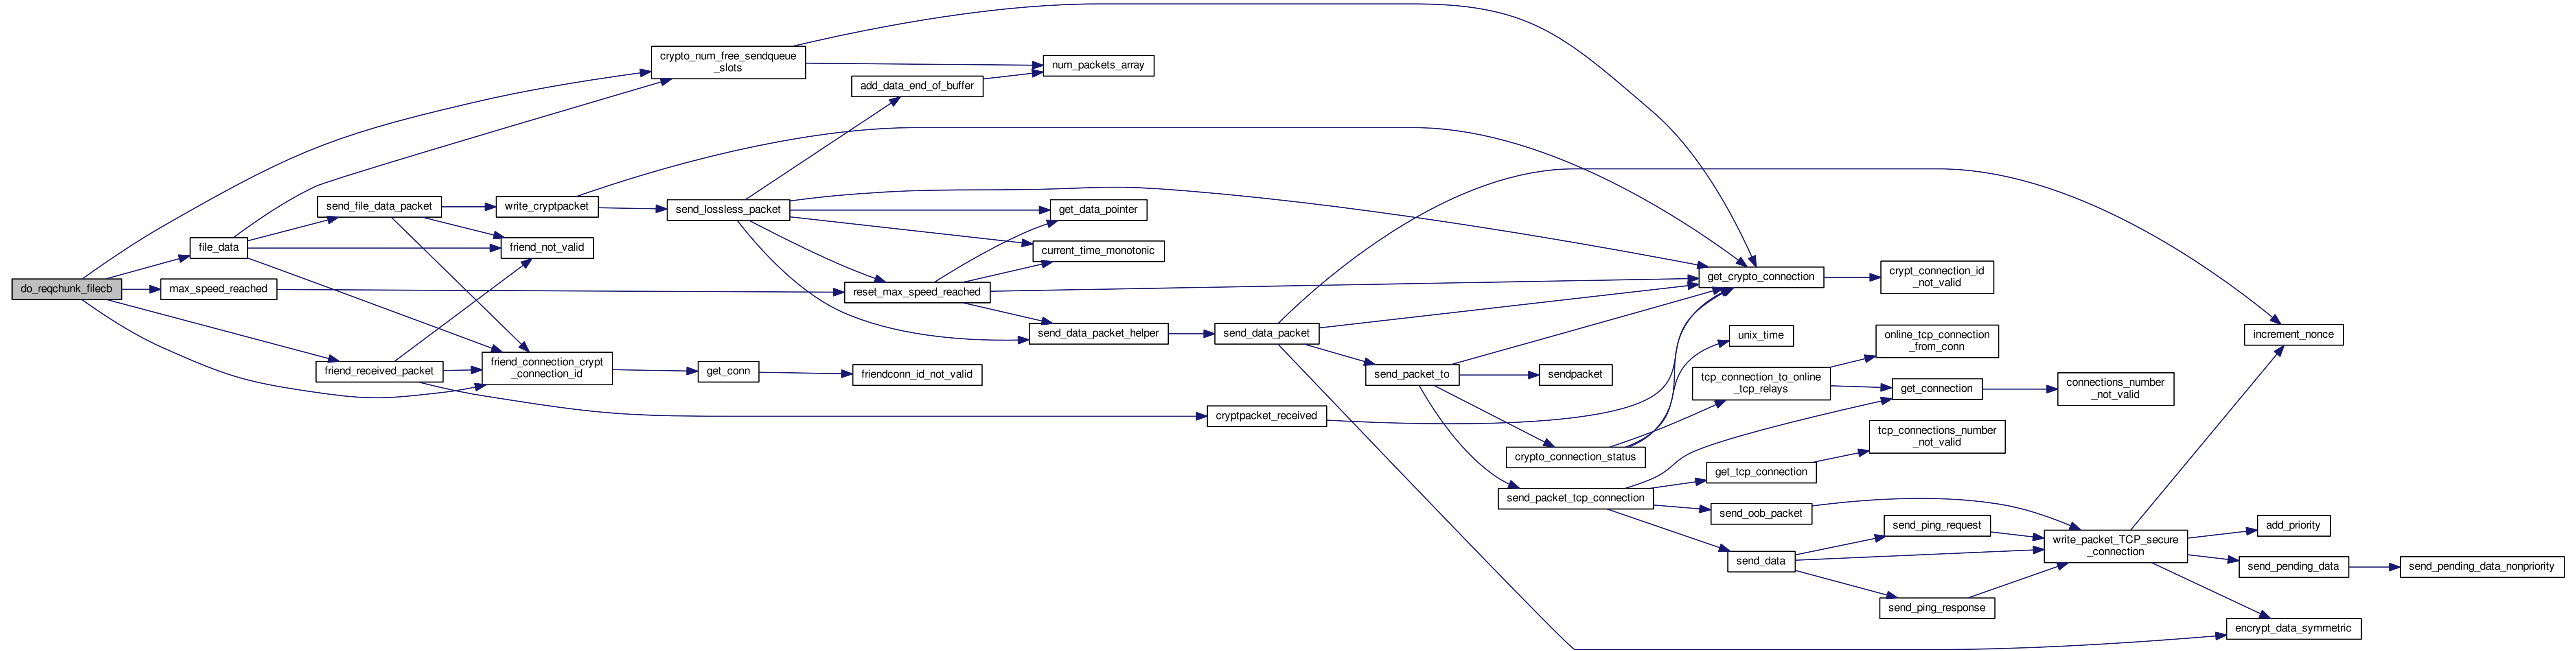 do_reqchunk_filecb
file_data
max_speed_reached
send_file_data_packet
friend_received_packet
write_cryptpacket
friend_not_valid
friend_connection_crypt
_connection_id
crypto_num_free_sendqueue
_slots
send_lossless_packet
get_conn
add_data_end_of_buffer
reset_max_speed_reached
friendconn_id_not_valid
num_packets_array
get_data_pointer
current_time_monotonic
send_data_packet_helper
send_data_packet
cryptpacket_received
send_packet_to
sendpacket
crypto_connection_status
send_packet_tcp_connection
get_crypto_connection
unix_time
tcp_connection_to_online
_tcp_relays
get_tcp_connection
send_oob_packet
send_data
crypt_connection_id
_not_valid
online_tcp_connection
_from_conn
get_connection
tcp_connections_number
_not_valid
send_ping_request
send_ping_response
connections_number
_not_valid
write_packet_TCP_secure
_connection
increment_nonce
add_priority
send_pending_data
encrypt_data_symmetric
send_pending_data_nonpriority